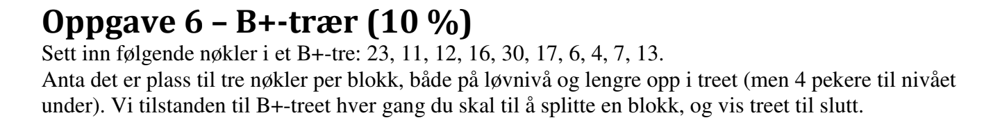 Oppgave 6 – B+-trær (10 %)
Sett inn følgende nøkler i et B+-tre: 23, 11, 12, 16, 30, 17, 6, 4, 7, 13.
Anta det er plass til tre nøkler per blokk, både på løvnivå og lengre opp i treet (men 4 pekere til nivået
under). Vi tilstanden til B+-treet hver gang du skal til å splitte en blokk, og vis treet til slutt.